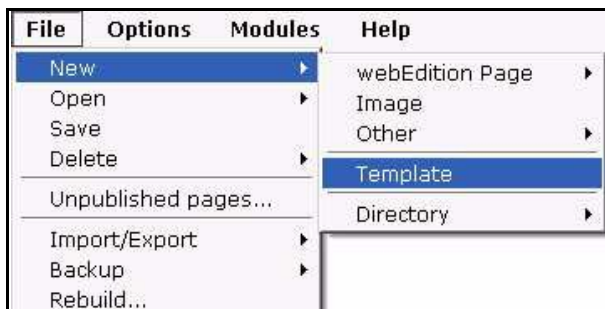 File Options Modules Help
New
Open
Save
Delete
Unpublished pages...
Import/Export
Backup
Rebuild...
webEdition Page
Image
Other
Template
Directory